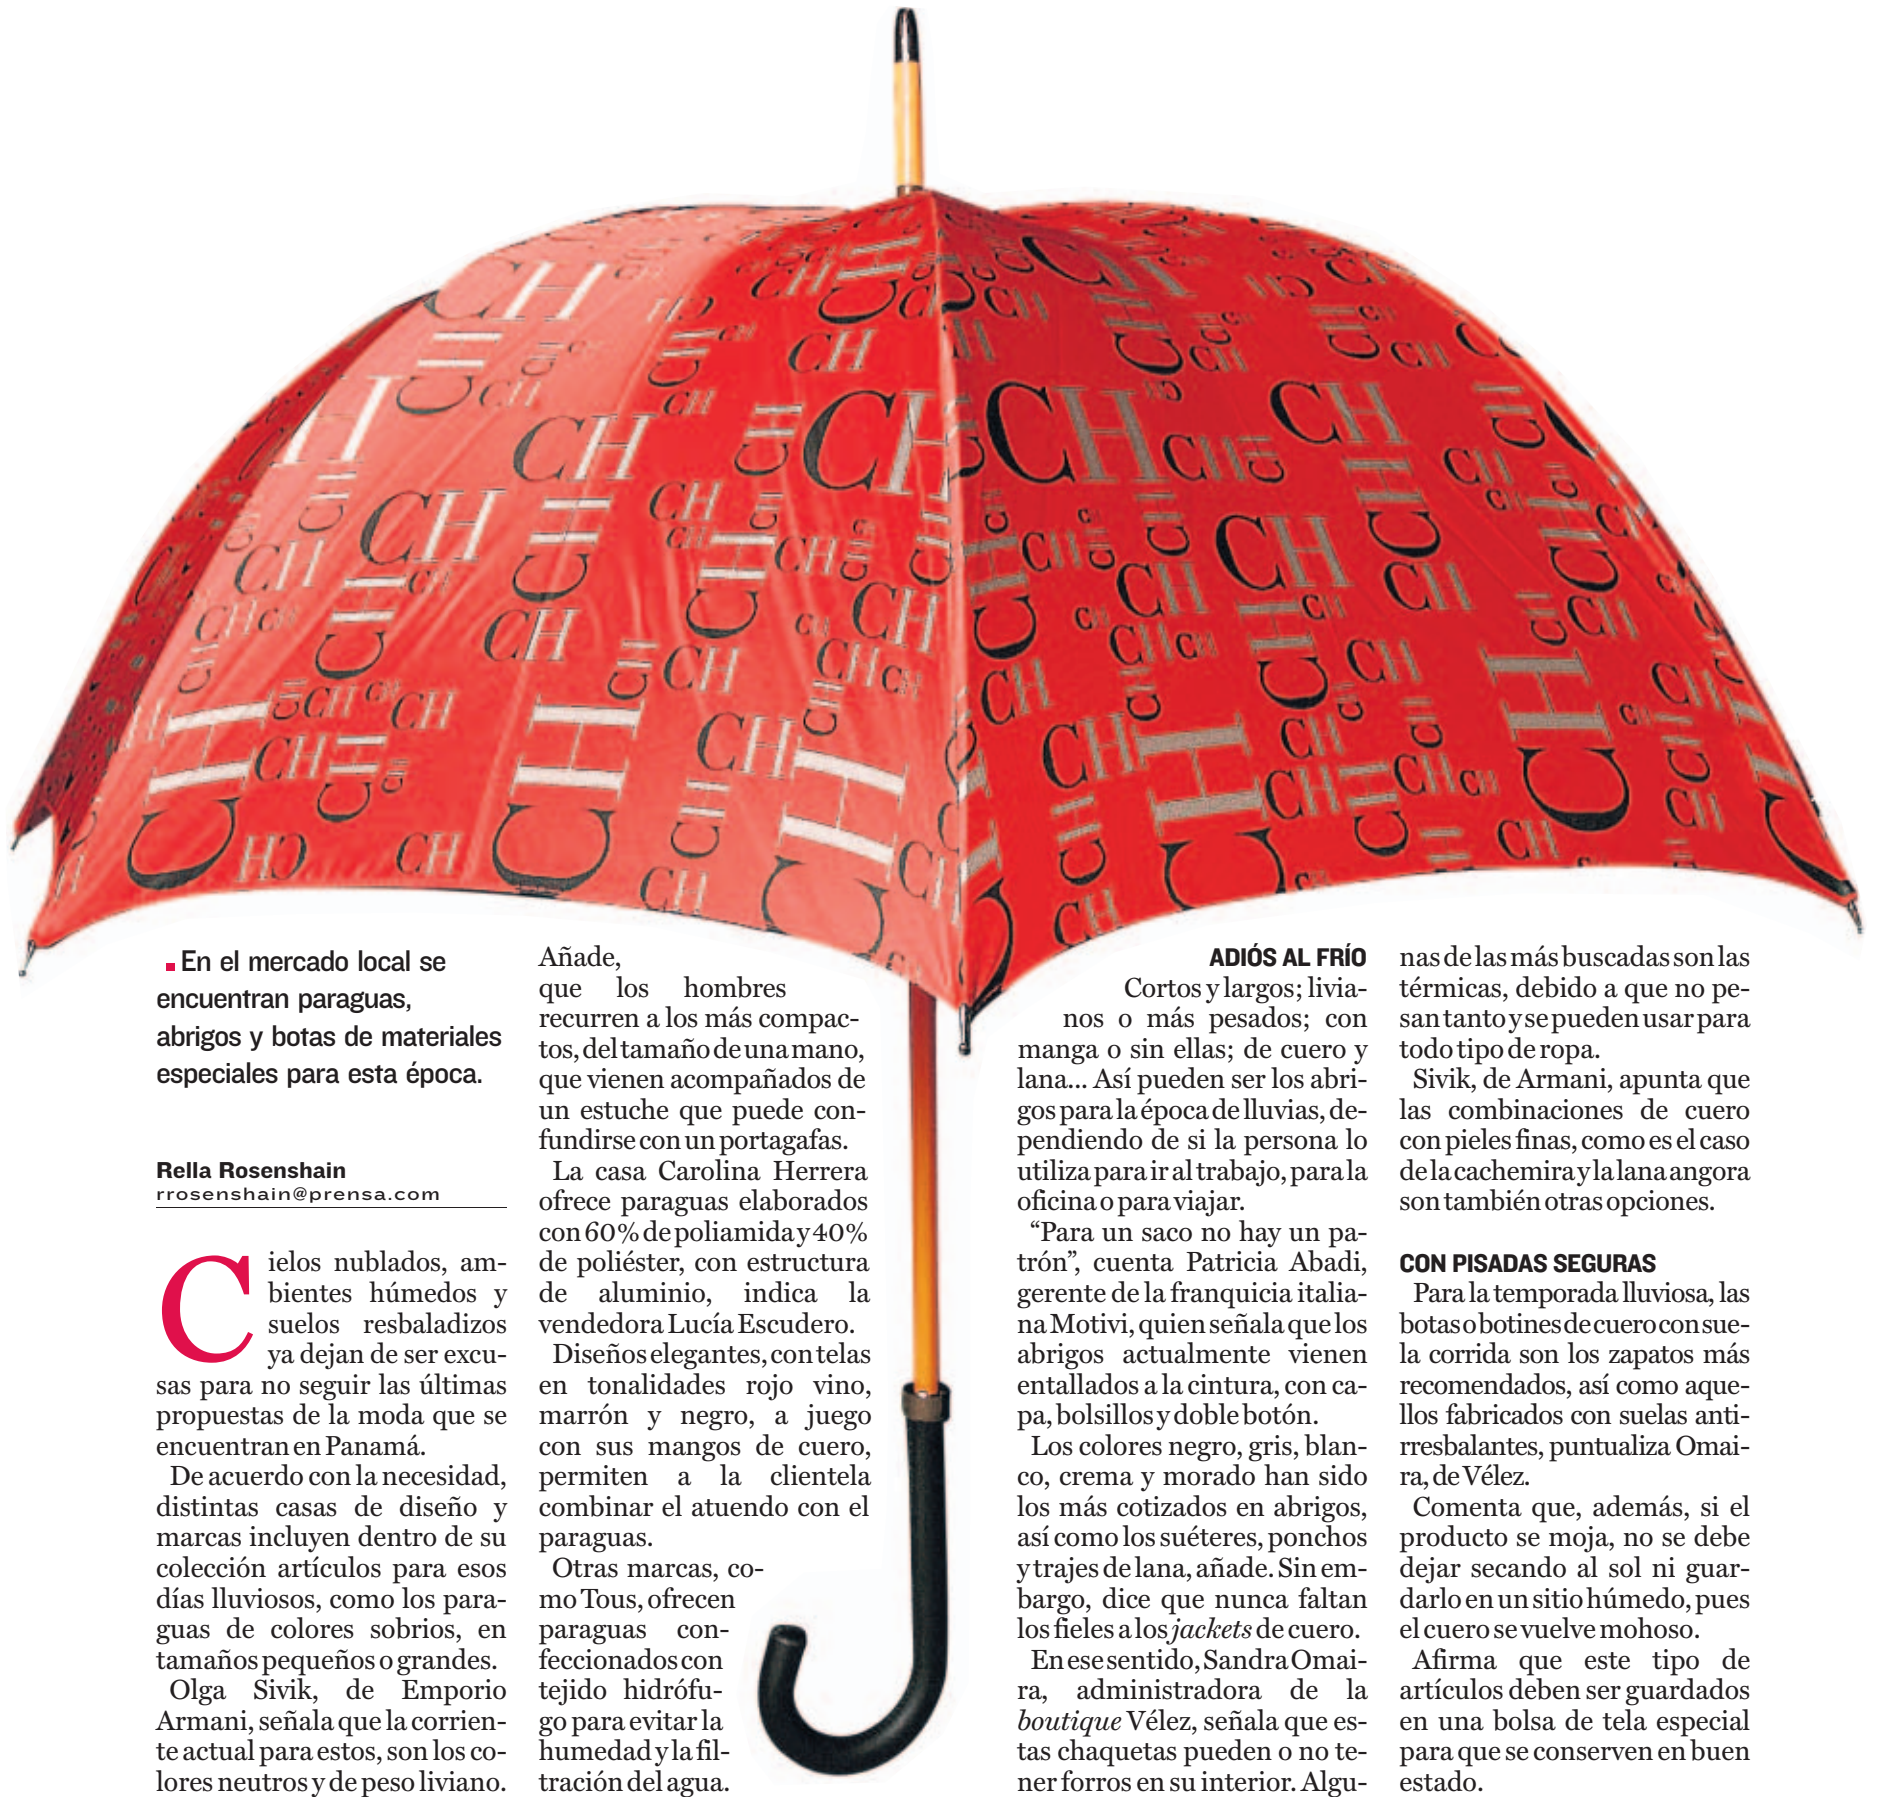 En el mercado local se
encuentran paraguas,
abrigos y botas de materiales
especiales para esta época.
Rella Rosenshain
rrosenshain@prensa.com
Cielos nublados, am-
bientes húmedos y
suelos resbaladizos
ya dejan de ser excu-
sas para no seguir las últimas
propuestas de la moda que se
encuentran en Panamá.
De acuerdo con la necesidad,
distintas casas de diseño y
marcas incluyen dentro de su
colección artículos para esos
días lluviosos, como los para-
guas de colores sobrios, en
tamaños pequeños o grandes.
Olga Sivik, de Emporio
Armani, señala que la corrien-
te actual para estos, son los co-
lores neutros y de peso liviano.
Añade,
que los hombres
recurren a los más compac-
tos, del tamaño de una mano,
que vienen acompañados de
un estuche que puede con-
fundirse con un portagafas.
La casa Carolina Herrera
ofrece paraguas elaborados
con 60% de poliamida y 40%
de poliéster, con estructura
de aluminio, indica la
vendedora Lucía Escudero.
Diseños elegantes, con telas
en tonalidades rojo vino,
marrón y negro, a juego
con sus mangos de cuero,
permiten a la clientela
combinar el atuendo con el
paraguas.
Otras marcas, co-
mo Tous, ofrecen
paraguas con-
feccionados con
tejido hidrófu-
go para evitar la
humedad y la fil-
tración del agua.
ADIÓS AL FRÍO
Cortos y largos; livia-
nos o más pesados; con
manga o sin ellas; de cuero y
lana... Así pueden ser los abri-
gos para la época de lluvias, de-
pendiendo de si la persona lo
utiliza para ir al trabajo, para la
oficina o para viajar.
“Para un saco no hay un pa-
trón”, cuenta Patricia Abadi,
gerente de la franquicia italia-
na Motivi, quien señala que los
abrigos actualmente vienen
entallados a la cintura, con ca-
pa, bolsillos y doble botón.
Los colores negro, gris, blan-
co, crema y morado han sido
los más cotizados en abrigos,
así como los suéteres, ponchos
y trajes de lana, añade. Sin em-
bargo, dice que nunca faltan
los fieles a los jackets de cuero.
En ese sentido, Sandra Omai-
ra, administradora de la
boutique Vélez, señala que es-
tas chaquetas pueden o no te-
ner forros en su interior. Algu-
nas de las más buscadas son las
térmicas, debido a que no pe-
san tanto y se pueden usar para
todo tipo de ropa.
Sivik, de Armani, apunta que
las combinaciones de cuero
con pieles finas, como es el caso
de la cachemira y la lana angora
son también otras opciones.
CON PISADAS SEGURAS
Para la temporada lluviosa, las
botas o botines de cuero con sue-
la corrida son los zapatos más
recomendados, así como aque-
llos fabricados con suelas anti-
rresbalantes, puntualiza Omai-
ra, de Vélez.
Comenta que, además, si el
producto se moja, no se debe
dejar secando al sol ni guar-
darlo en un sitio húmedo, pues
el cuero se vuelve mohoso.
Afirma que este tipo de
artículos deben ser guardados
en una bolsa de tela especial
para que se conserven en buen
estado.